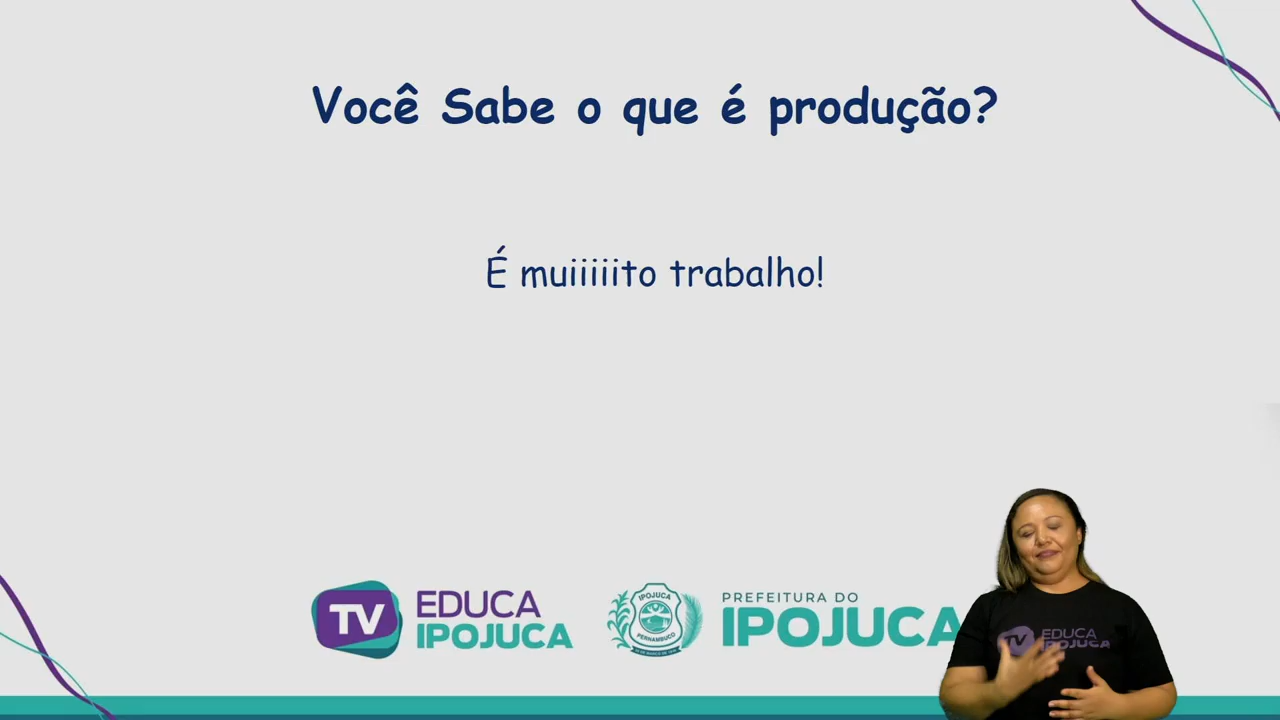 Você Sabe o que é produção?
É muiiiiito trabalho!
TV EDUCA IPOJUCA
IPOJUCA
PERNAMBUCO
PREFEITURA DO
IPOJUCA
TV EDUCA
IPOJUCA